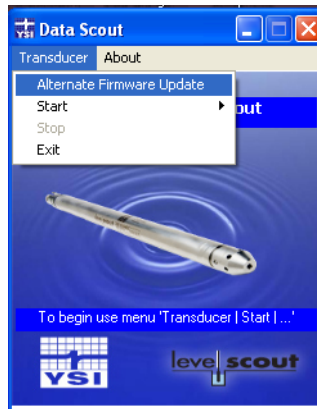 YSI Data Scout
Transducer About
Alternate Firmware Update
Start
out
Stop
Exit
To begin use menu 'Transducer | Start | ...'
YSI
level scout